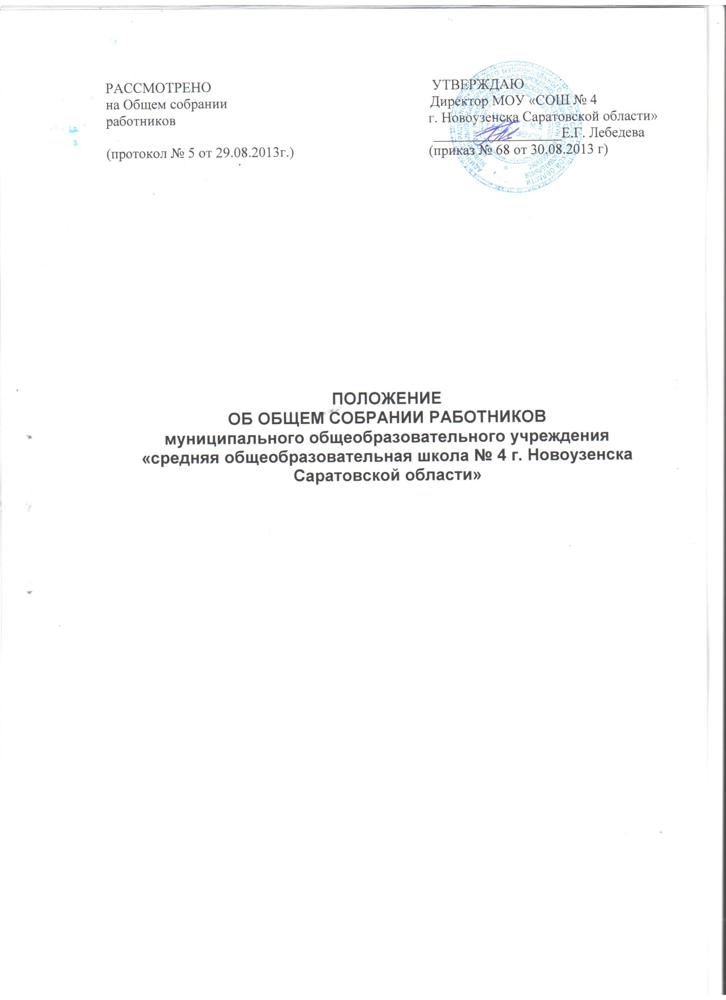 РАССМОТРЕНО
на Общем собрании
работников
(протокол № 5 от 29.08.2013г.)
УТВЕРЖДАЮ
Директор МОУ «СОШ № 4
г. Новоузенска Саратовской области»
__________________Е.Г. Лебедева
(приказ № 68 от 30.08.2013 г)
ПОЛОЖЕНИЕ
ОБ ОБЩЕМ СОБРАНИИ РАБОТНИКОВ
муниципального общеобразовательного учреждения
«средняя общеобразовательная школа № 4 г. Новоузенска
Саратовской области»